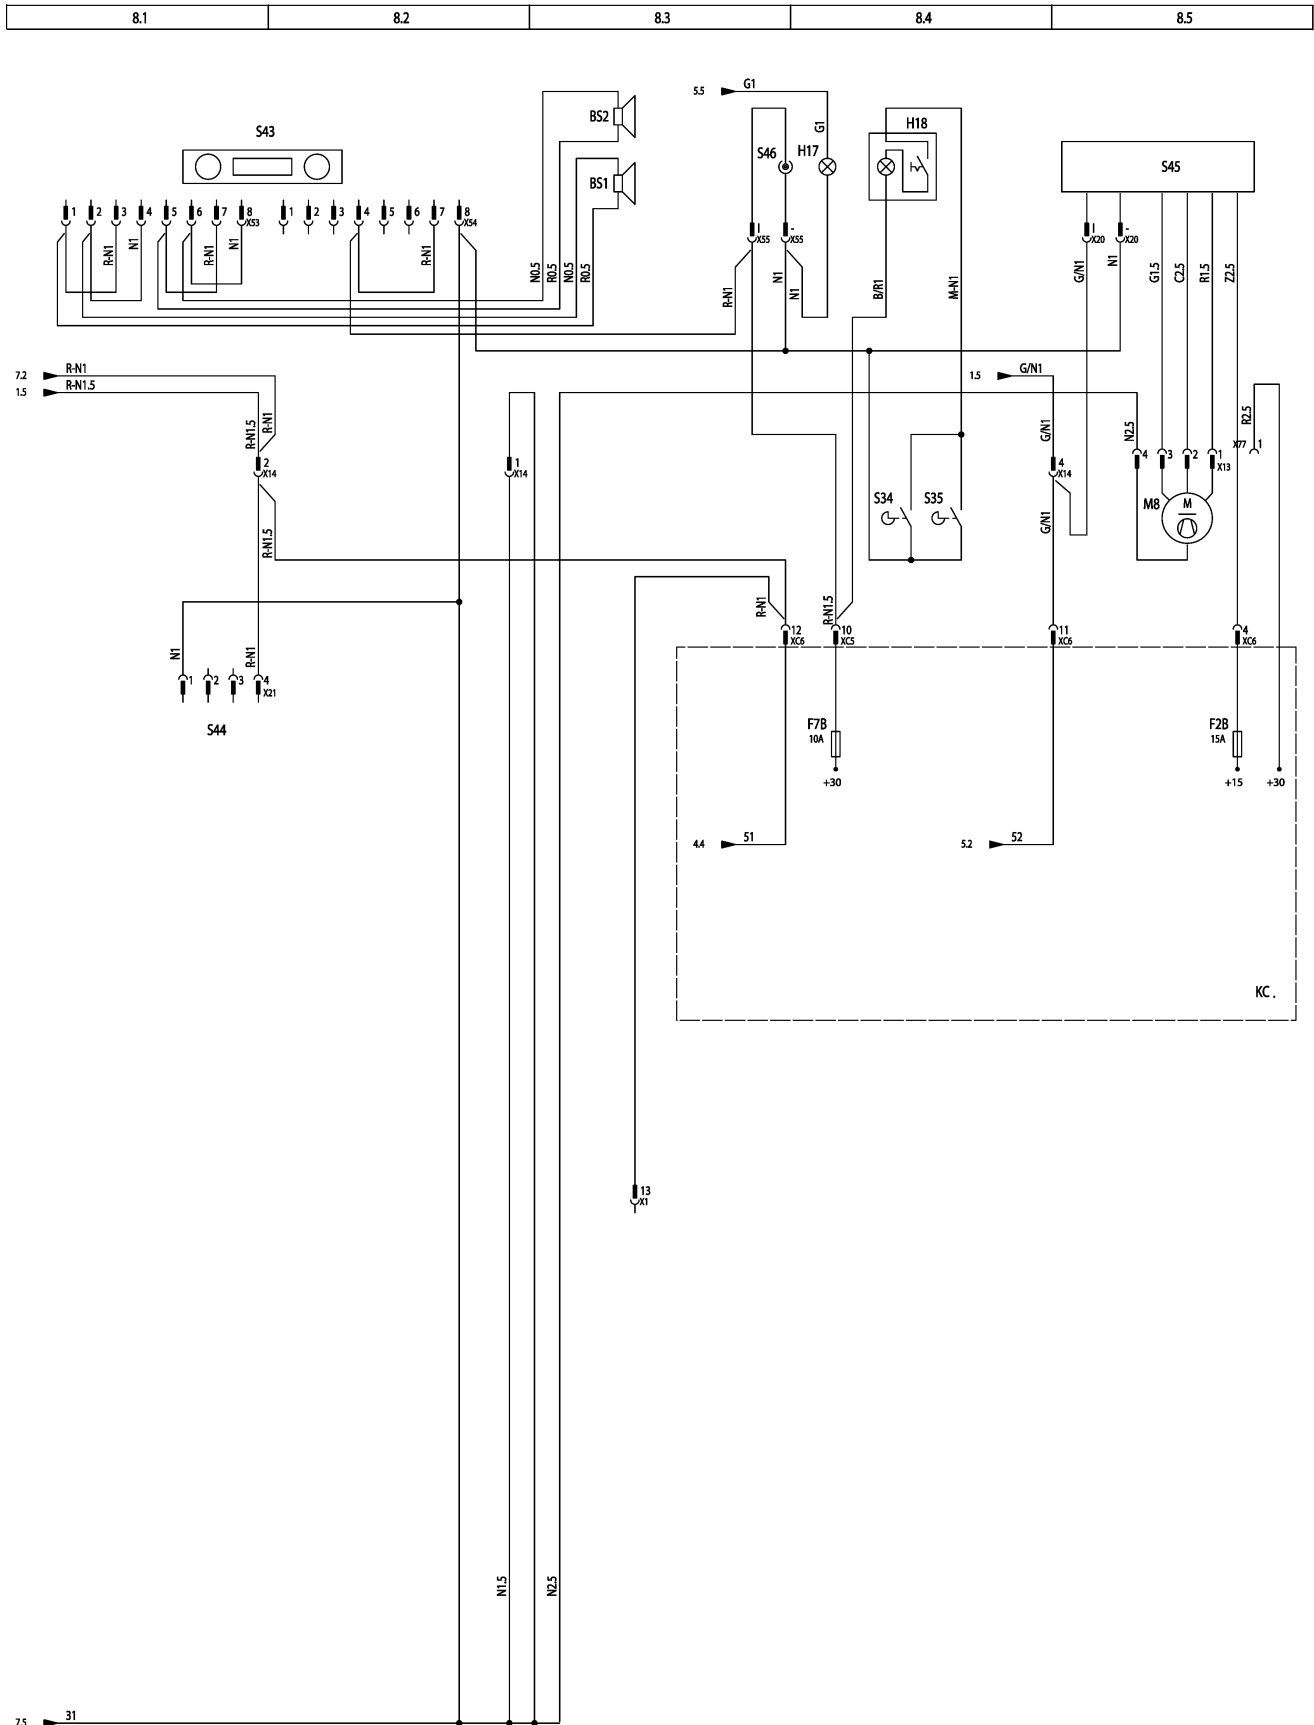 8.1 8.2 8.3 8.4 8.5
5.5 G1
BS2
G1
H18
S43
S46 H17
S45
BS1
1 2 3 4 5 6 7 8 X53
1 2 3 4 5 6 7 8 X54
I X55 - X55
I X20 - X20
R-N1 N1 R-N1 N1 R-N1
N0.5 R0.5 N0.5 R0.5
R-N1 N1 N1 B/R1 M-N1
G/N1 N1 G1.5 C2.5 R1.5 Z2.5
7.2 R-N1
1.5 R-N1.5
1.5 G/N1
R-N1.5 R-N1
G/N1 N2.5 R2.5
2 X14
1 X14
4 X14
4 3 2 1 X13
X77 1
S34 S35
M8 M
R-N1.5
G/N1
R-N1 R-N1.5
12 XC6
10 XC5
11 XC6
4 XC6
N1 R-N1
1 2 3 4 X21
S44
F7B
10A
+30
F2B
15A
+15 +30
4.4 51
5.2 52
KC .
13 X1
N1.5 N2.5
7.5 31